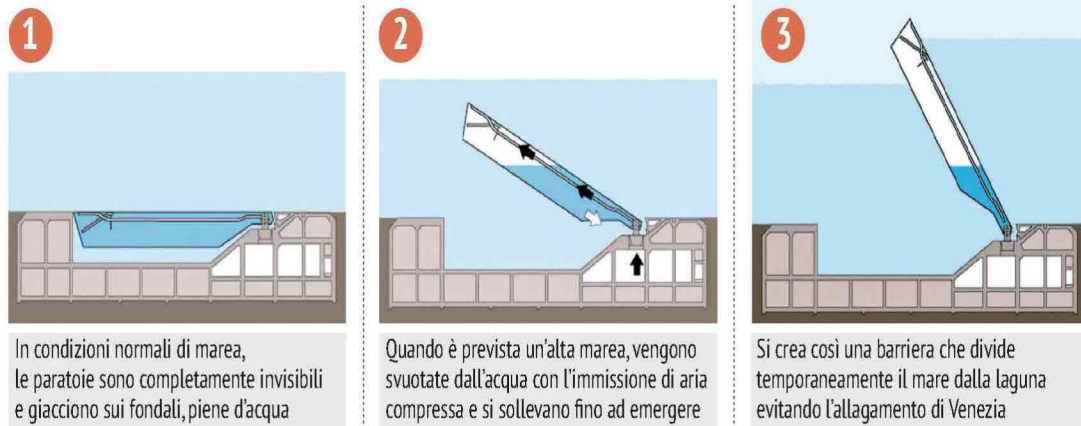 1
In condizioni normali di marea,
le paratoie sono completamente invisibili
e giacciono sui fondali, piene d'acqua
2
Quando è prevista un'alta marea, vengono
svuotate dall'acqua con l'immissione di aria
compressa e si sollevano fino ad emergere
3
Si crea così una barriera che divide
temporaneamente il mare dalla laguna
evitando l'allagamento di Venezia